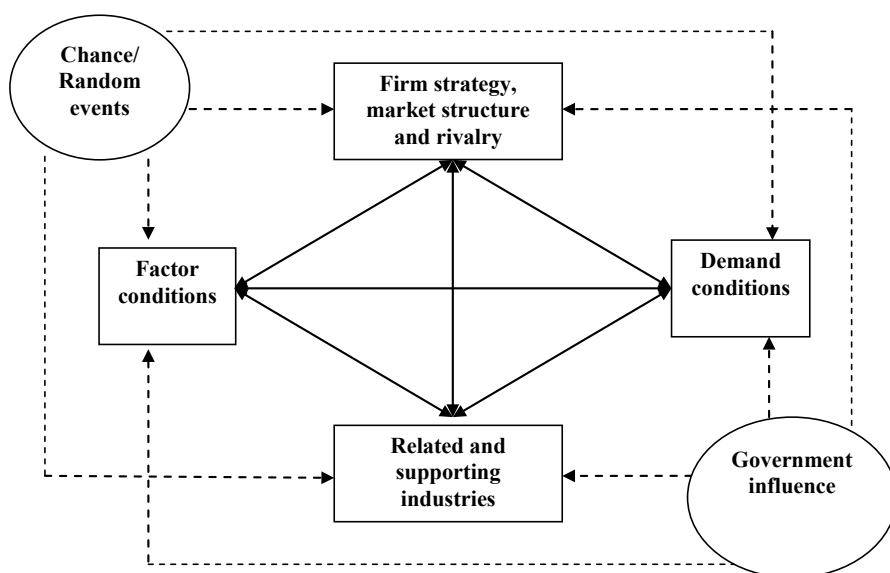 Chance/
Random
events
Firm strategy,
market structure
and rivalry
Factor
conditions
Demand
conditions
Related and
supporting
industries
Government
influence